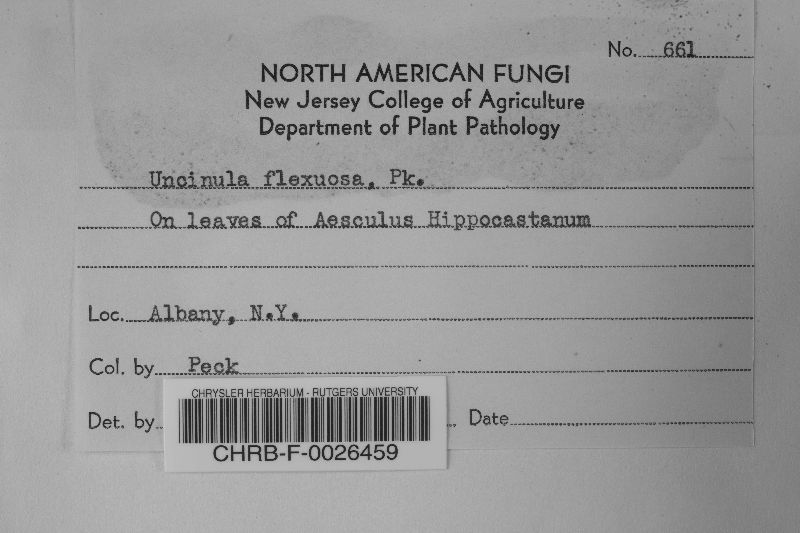 No. 661
NORTH AMERICAN FUNGI
New Jersey College of Agriculture
Department of Plant Pathology
Uncinula flexuosa, Pk.
On leaves of Aesculus Hippocastanum
Loc. Albany, N.Y.
Col. by Peck
Det. by Date
CHRYSLER HERBARIUM - RUTGERS UNIVERSITY
CHRB-F-0026459